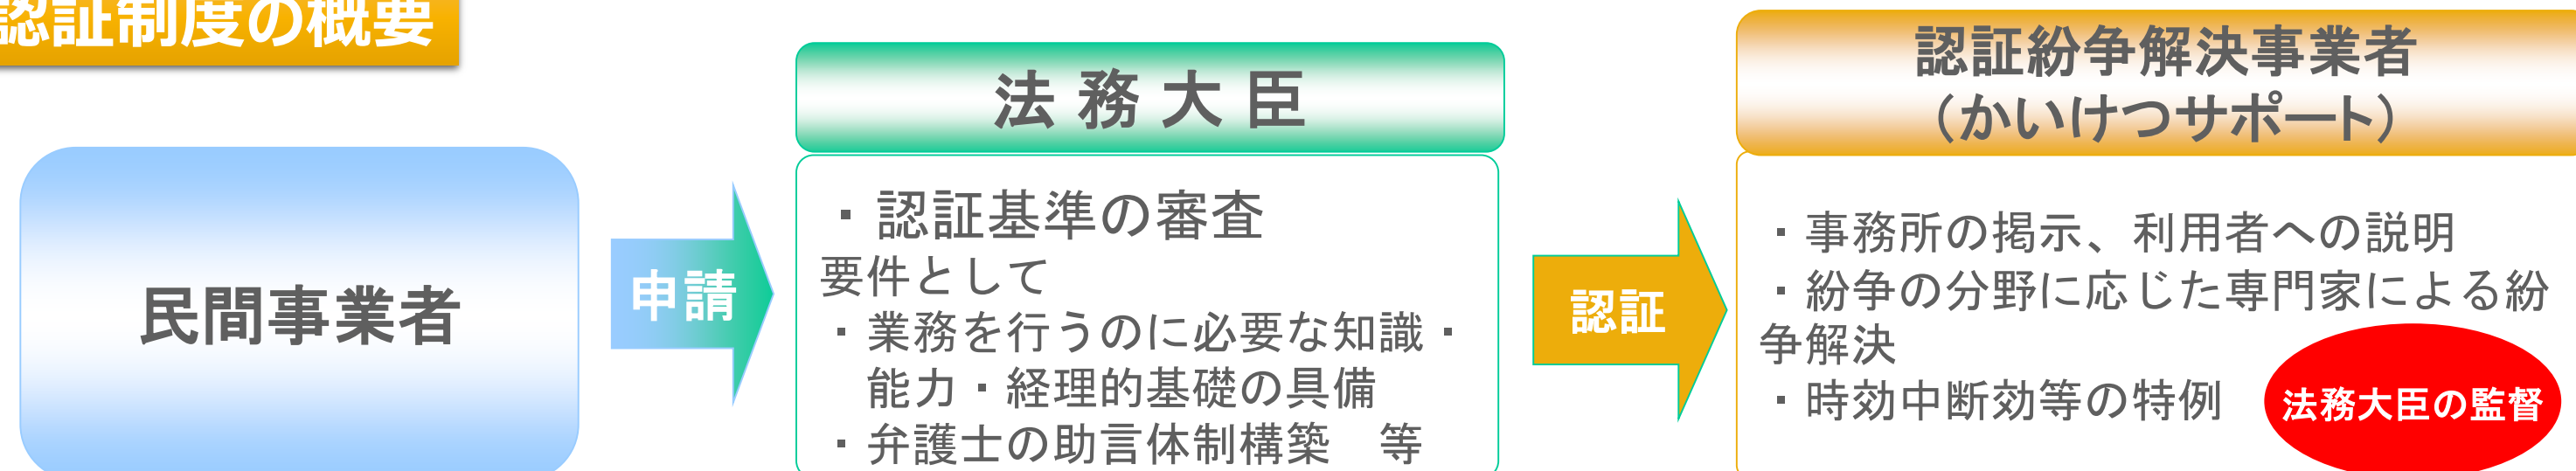 認証制度の概要
民間事業者
申請
法務大臣
・認証基準の審査
要件として
・業務を行うのに必要な知識・
能力・経理的基礎の具備
・弁護士の助言体制構築　等
認証
認証紛争解決事業者
（かいけつサポート）
・事務所の掲示、利用者への説明
・紛争の分野に応じた専門家による紛
争解決
・時効中断効等の特例
法務大臣の監督